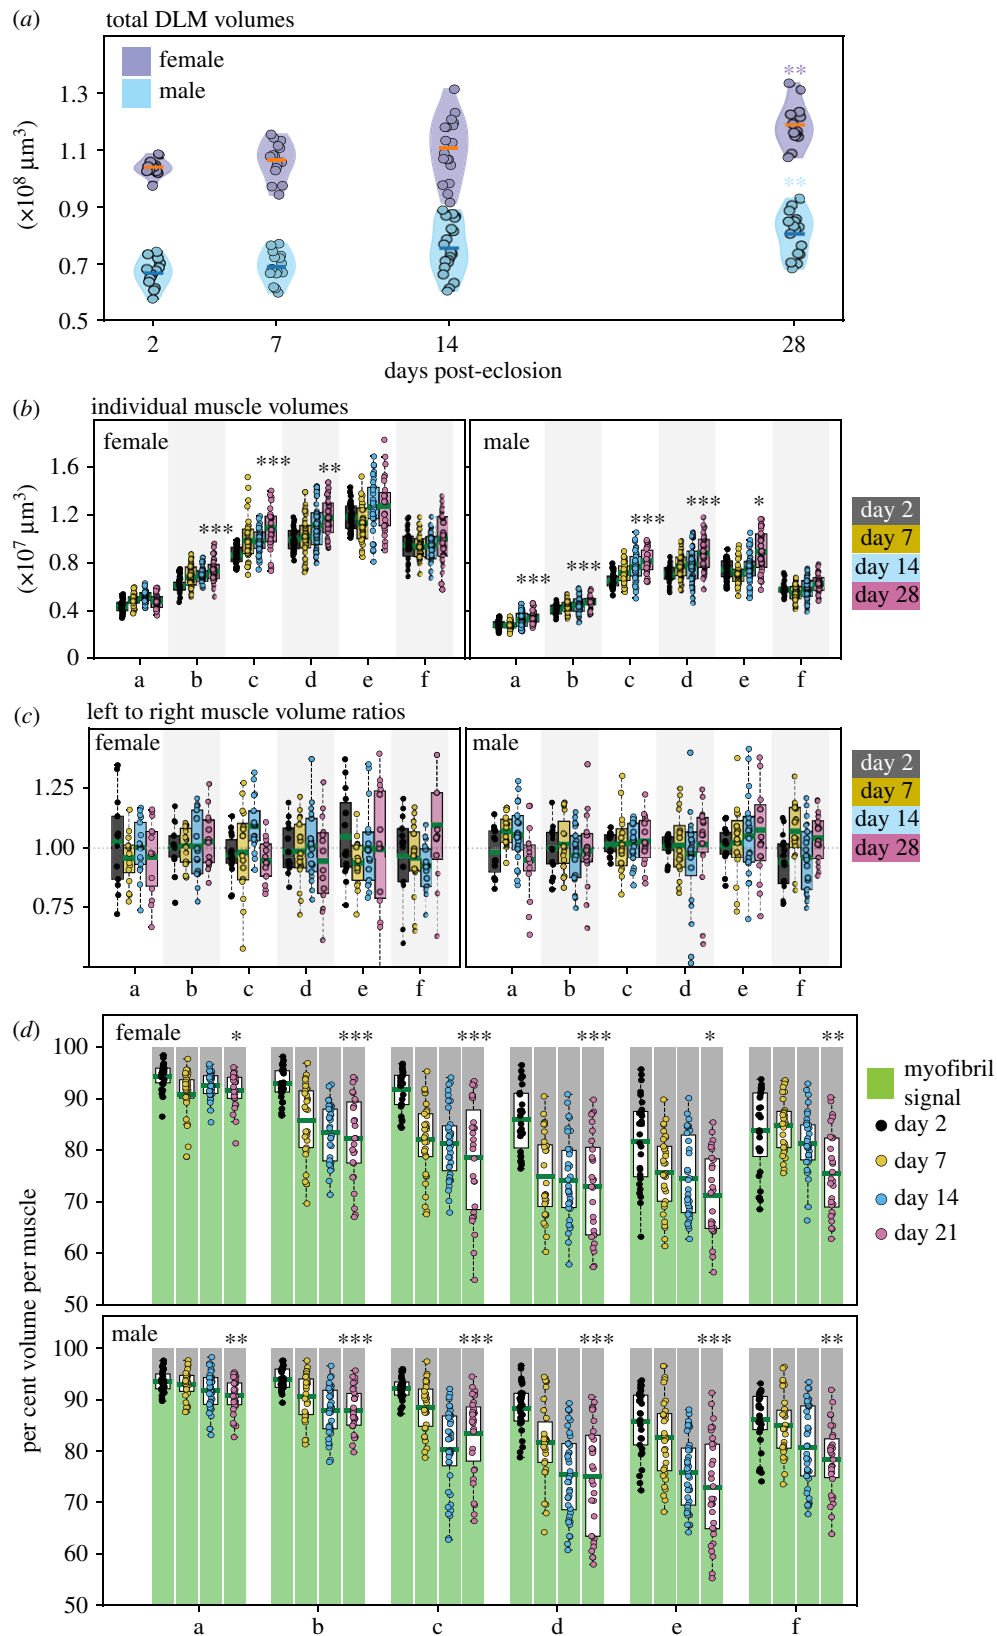 (a) total DLM volumes
female
male
(×10⁸ µm³)
1.3
1.1
0.9
0.7
0.5
**
**
2 7 14 28
days post-eclosion
(b) individual muscle volumes
female
male
(×10⁷ µm³)
1.6
1.2
0.8
0.4
0
*** *** **
*** *** *** *** *
a b c d e f
a b c d e f
day 2
day 7
day 14
day 28
(c) left to right muscle volume ratios
female
male
1.25
1.00
0.75
a b c d e f
a b c d e f
day 2
day 7
day 14
day 28
(d)
female
* *** *** *** * **
100
90
80
70
60
50
male
** *** *** *** *** **
100
90
80
70
60
50
per cent volume per muscle
a b c d e f
myofibril
signal
day 2
day 7
day 14
day 21